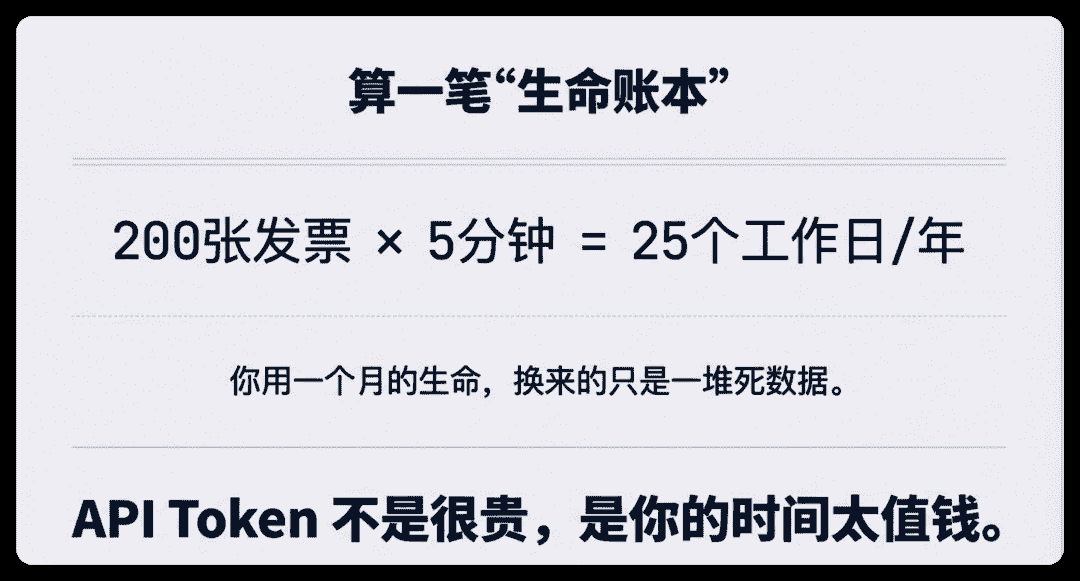 算一笔“生命账本”
200张发票 × 5分钟 = 25个工作日/年
你用一个月的生命，换来的只是一堆死数据。
API Token 不是很贵，是你的时间太值钱。